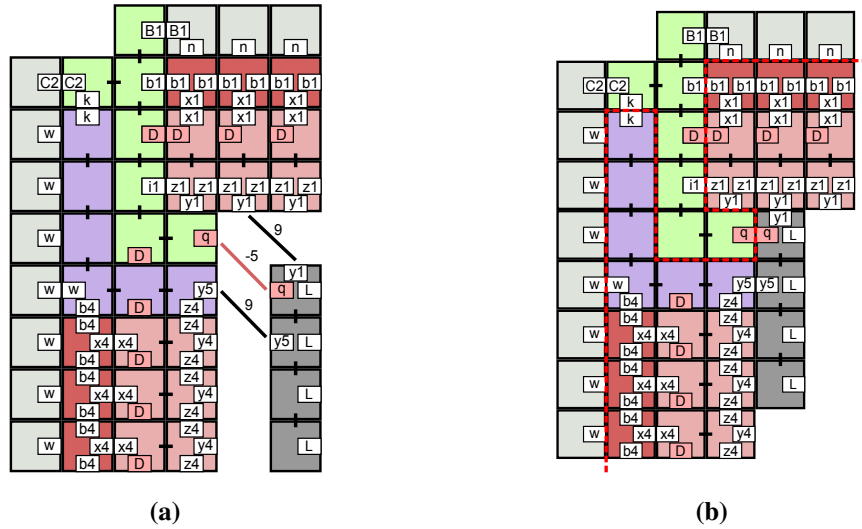 B1 B1
n n n
C2 C2 b1 b1 b1 b1 b1 b1 b1
k x1 x1 x1
k x1 x1 x1
w D D D D
w i1 z1 z1 z1 z1 z1 z1
y1 y1 y1
w q 9
D -5
y1
w w y5 q L
b4 D z4 9
b4 z4
w x4 x4 y4 y5 L
b4 D z4
b4 z4
w x4 x4 y4 L
b4 D z4
b4 z4
w x4 x4 y4 L
b4 D z4
(a)
B1 B1
n n n
C2 C2 b1 b1 b1 b1 b1 b1 b1
k x1 x1 x1
k x1 x1 x1
w D D D D
w i1 z1 z1 z1 z1 z1 z1
y1 y1 y1
y1
w q q L
D
w w y5 y5 L
b4 D z4
b4 z4
w x4 x4 y4 L
b4 D z4
b4 z4
w x4 x4 y4 L
b4 D z4
b4 z4
w x4 x4 y4
b4 D z4
(b)